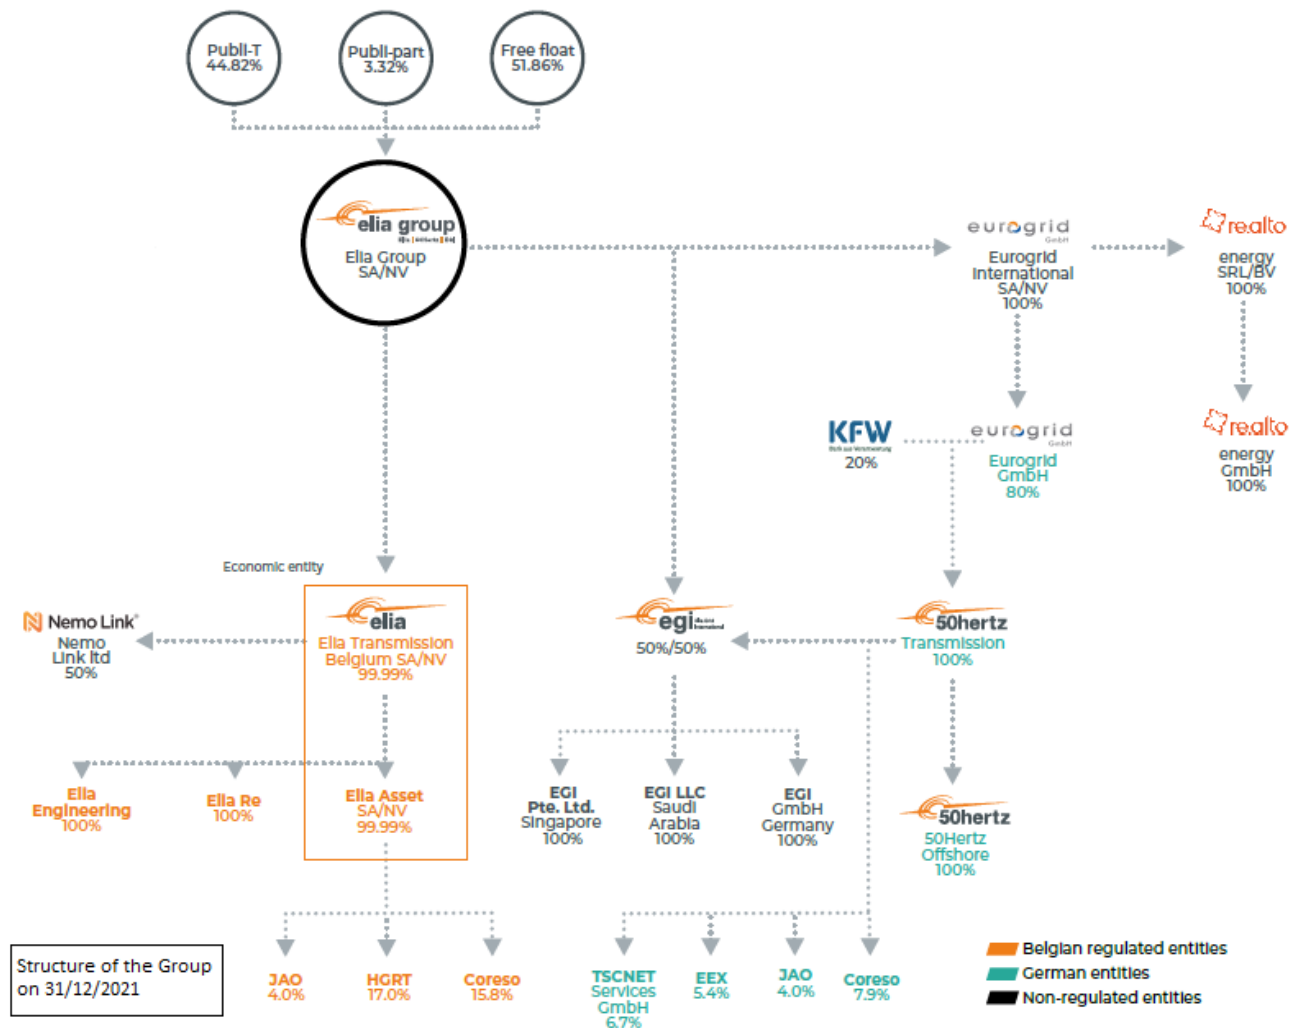 Publi-T
44.82%
Publi-part
3.32%
Free float
51.86%
elia group
Elia Group
SA/NV
eurogrid
GmbH
Eurogrid
International
SA/NV
100%
re.alto
energy
SRL/BV
100%
KFW
20%
eurogrid
GmbH
Eurogrid
GmbH
80%
re.alto
energy
GmbH
100%
Economic entity
Nemo Link®
Nemo
Link ltd
50%
elia
Elia Transmission
Belgium SA/NV
99.99%
egi
50%/50%
50hertz
Transmission
100%
Elia
Engineering
100%
Elia Re
100%
Elia Asset
SA/NV
99.99%
EGI
Pte. Ltd.
Singapore
100%
EGI LLC
Saudi
Arabia
100%
EGI
GmbH
Germany
100%
50hertz
50Hertz
Offshore
100%
JAO
4.0%
HGRT
17.0%
Coreso
15.8%
TSCNET
Services
GmbH
6.7%
EEX
5.4%
JAO
4.0%
Coreso
7.9%
Structure of the Group
on 31/12/2021
Belgian regulated entities
German entities
Non-regulated entities